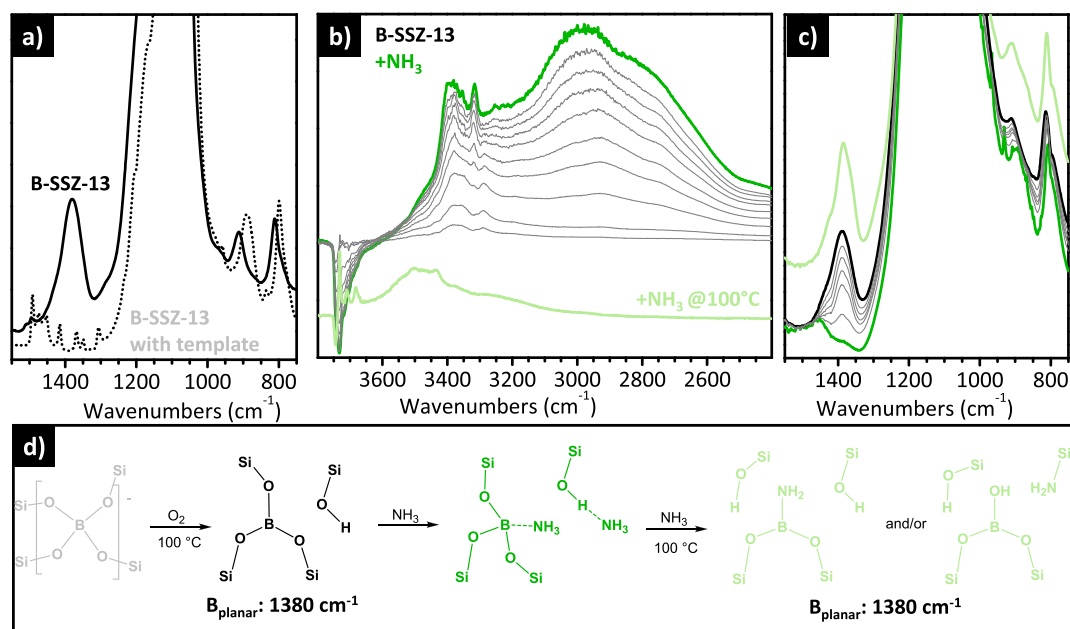 a)
B-SSZ-13
B-SSZ-13
with template
1400 1200 1000 800
Wavenumbers (cm-1)
b)
B-SSZ-13
+NH3
+NH3 @100°C
3600 3400 3200 3000 2800 2600
Wavenumbers (cm-1)
c)
1400 1200 1000 800
Wavenumbers (cm-1)
d)
Si
Si O O -
B
Si O O Si
O2
100 °C
Si Si
O O
H
B
O O
Si Si
Bplanar: 1380 cm-1
NH3
Si Si
O O
H
B NH3 NH3
O O
Si Si
NH3
100 °C
Si Si
O NH2 O
H H
B
O O
Si Si
and/or
Si Si
O OH H2N
H
B
O O
Si Si
Bplanar: 1380 cm-1